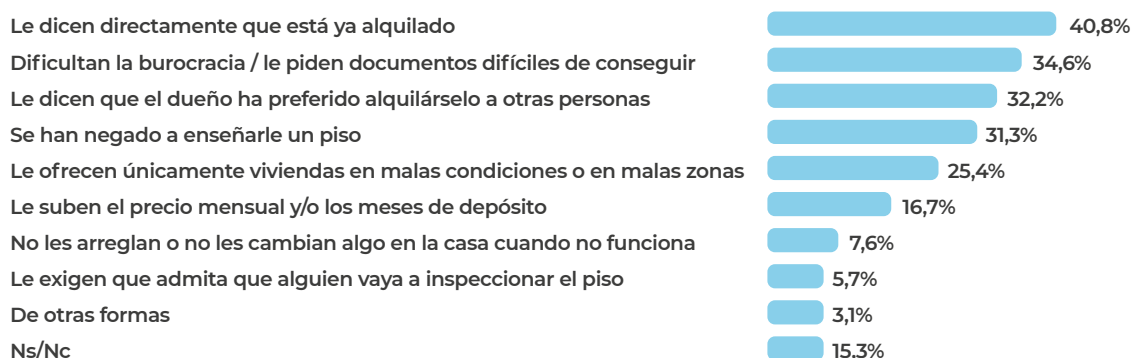 Le dicen directamente que está ya alquilado 40,8%
Dificultan la burocracia / le piden documentos difíciles de conseguir 34,6%
Le dicen que el dueño ha preferido alquilárselo a otras personas 32,2%
Se han negado a enseñarle un piso 31,3%
Le ofrecen únicamente viviendas en malas condiciones o en malas zonas 25,4%
Le suben el precio mensual y/o los meses de depósito 16,7%
No les arreglan o no les cambian algo en la casa cuando no funciona 7,6%
Le exigen que admita que alguien vaya a inspeccionar el piso 5,7%
De otras formas 3,1%
Ns/Nc 15,3%